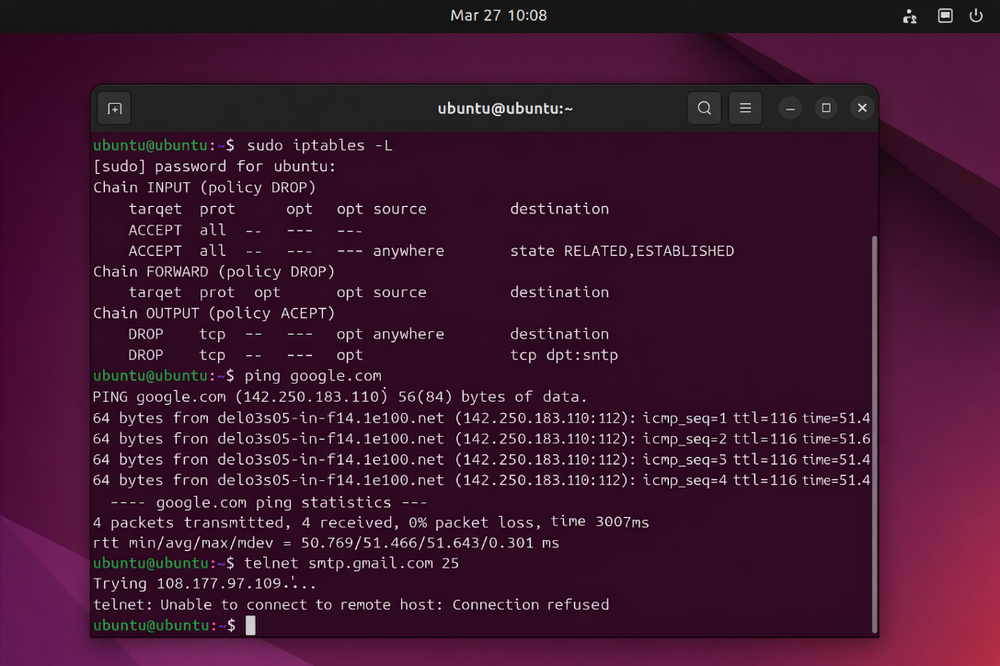 Mar 27 10:08
ubuntu@ubuntu:~
ubuntu@ubuntu:~$ sudo iptables -L
[sudo] password for ubuntu:
Chain INPUT (policy DROP)
tarqet prot opt opt source destination
ACCEPT all -- --- ---
ACCEPT all -- --- --- anywhere state RELATED,ESTABLISHED
Chain FORWARD (policy DROP)
tarqet prot opt opt source destination
Chain OUTPUT (policy ACEPT)
DROP tcp -- --- opt anywhere destination
DROP tcp -- --- opt tcp dpt:smtp
ubuntu@ubuntu:~$ ping google.com
PING google.com (142.250.183.110) 56(84) bytes of data.
64 bytes from del03s05-in-f14.1e100.net (142.250.183.110:112): icmp_seq=1 ttl=116 time=51.4
64 bytes fron delo3s05-in-f14.1e100.net (142.250.183.110:112): icmp_seq=2 ttl=116 time=51.6
64 bytes fron delo3s05-in-f14.1e100.net (142.250.183.110:112): icmp_seq=3 ttl=116 time=51.4
64 bytes fron delo3s05-in-f14.1e100.net (142.250.183.110:112): icmp_seq=4 ttl=116 time=51.4
---- google.com ping statistics ---
4 packets transmitted, 4 received, 0% packet loss, time 3007ms
rtt min/avg/max/mdev = 50.769/51.466/51.643/0.301 ms
ubuntu@ubuntu:~$ telnet smtp.gmail.com 25
Trying 108.177.97.109.'...
telnet: Unable to connect to remote host: Connection refused
ubuntu@ubuntu:~$